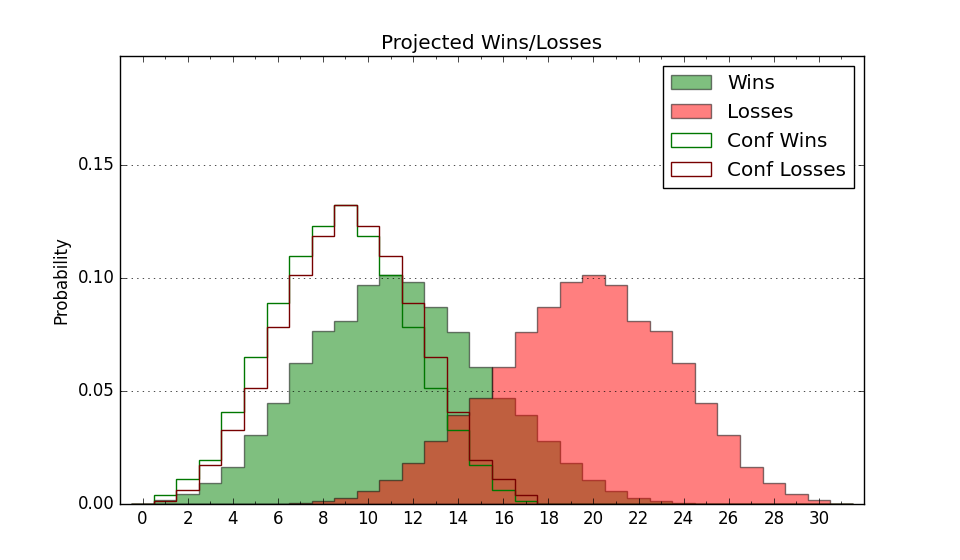 Projected Wins/Losses
Wins
Losses
Conf Wins
Conf Losses
Probability
0.15
0.10
0.05
0.00
0 2 4 6 8 10 12 14 16 18 20 22 24 26 28 30